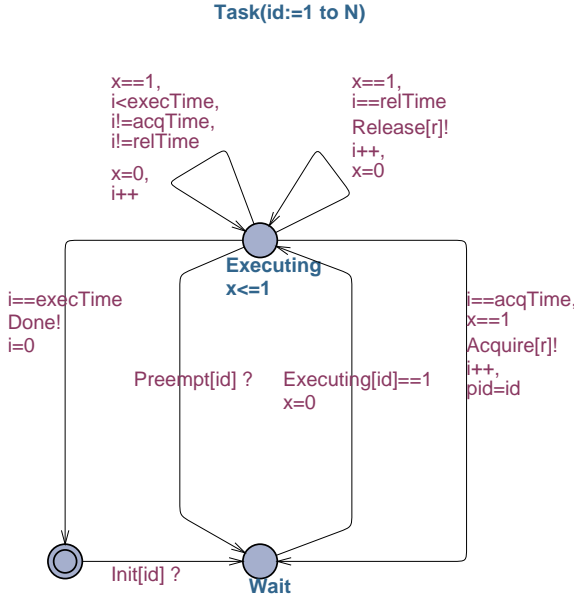 Task(id:=1 to N)
x==1,
i<execTime,
i!=acqTime,
i!=relTime
x=0,
i++
x==1,
i==relTime
Release[r]!
i++,
x=0
Executing
x<=1
i==execTime
Done!
i=0
Preempt[id] ?
Executing[id]==1
x=0
i==acqTime,
x==1
Acquire[r]!
i++,
pid=id
Init[id] ?
Wait